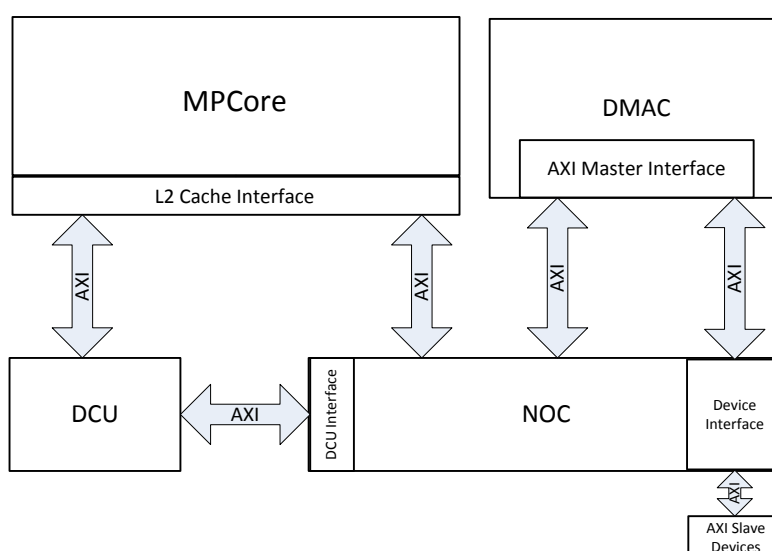 MPCore
L2 Cache Interface
DMAC
AXI Master Interface
AXI
AXI
AXI
AXI
DCU
AXI
DCU Interface
NOC
Device
Interface
AXI
AXI Slave
Devices